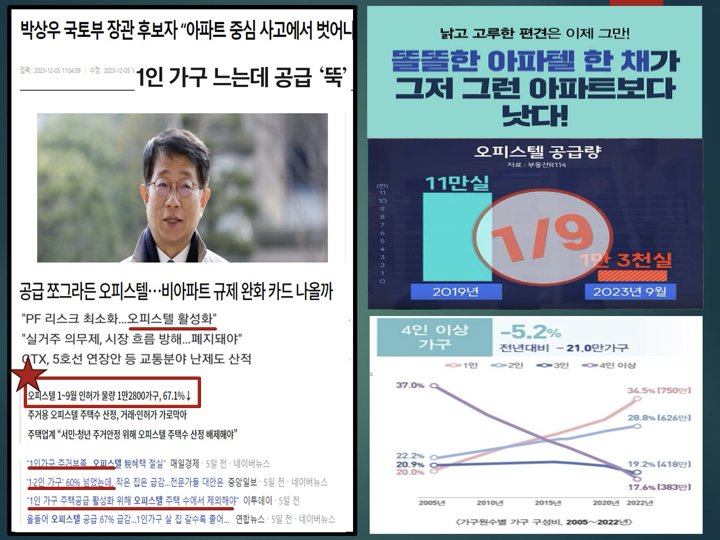 박상우 국토부 장관 후보자 “아파트 중심 사고에서 벗어나
입력 : 2023-12-05 11:04:39 수정 : 2023-12-05 1
1인 가구 느는데 공급 ‘뚝’
공급 쪼그라든 오피스텔…비아파트 규제 완화 카드 나올까
"PF 리스크 최소화...오피스텔 활성화"
"실거주 의무제, 시장 흐름 방해...폐지돼야"
GTX, 5호선 연장안 등 교통분야 난제도 산적
오피스텔 1~9월 인허가 물량 1만2800가구, 67.1%↓
주거용 오피스텔 주택수 산정, 거래·인허가 가로막아
주택업계 “서민·청년 주거안정 위해 오피스텔 주택수 산정 배제해야”
"1인가구 주거보충, 오피스텔 稅혜택 절실" 매일경제 · 5일 전 · 네이버뉴스
'1·2인 가구' 60% 넘었는데, 작은 집은 급감...전문가들 대안은 중앙일보 · 5일 전 · 네이버뉴스
"1인 가구 주택공급 활성화 위해 오피스텔 주택 수에서 제외해야" 이투데이 · 5일 전
올들어 오피스텔 공급 67% 급감...1인가구 살 집 갈수록 줄어... 연합뉴스 · 5일 전 · 네이버뉴스
낡고 고루한 편견은 이제 그만!
똘똘한 아파텔 한 채가
그저 그런 아파트보다
낫다!
오피스텔 공급량
자료 : 부동산R114
(만)
11
10
9
8
7
6
5
4
3
2
1
0
11만실
1/9
1만 3천실
2019년
2023년 9월
4인 이상
가구
-5.2%
전년대비 - 21.0만가구
1인
2인
3인
4인 이상
37.0%
22.2%
20.9%
20.0%
34.5% (750만)
28.8% (626만)
19.2% (418만)
17.6% (383만)
2005년 2010년 2015년 2020년 2022년
<가구원수별 가구 구성비, 2005~2022년>